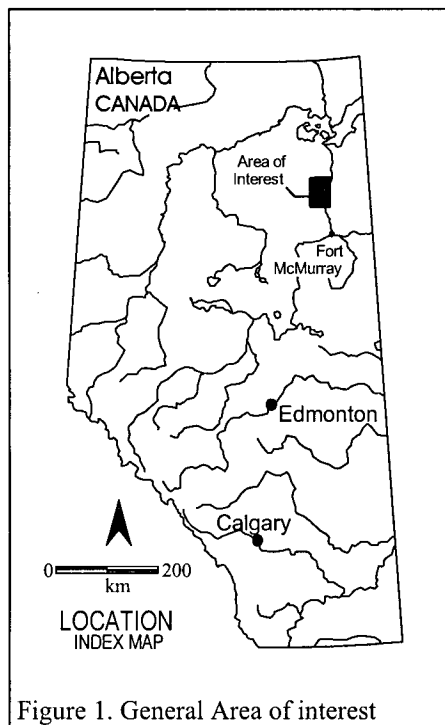 Alberta
CANADA
Area of
Interest
Fort
McMurray
Edmonton
Calgary
0 200
km
LOCATION
INDEX MAP
Figure 1. General Area of interest